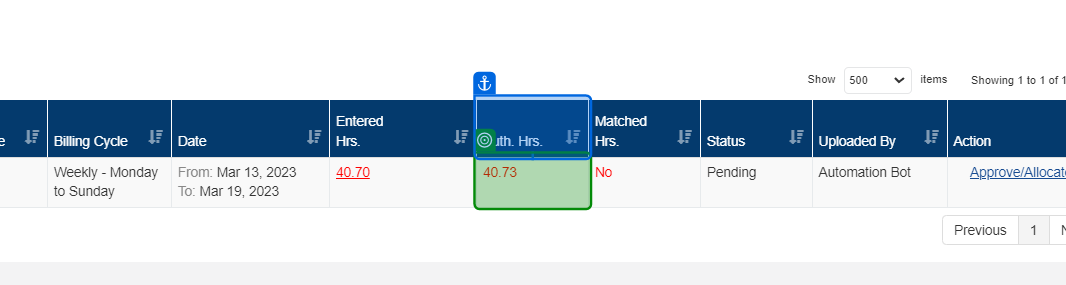 Show 500 items Showing 1 to 1 of 1
e Billing Cycle Date Entered Hrs. uth. Hrs. Matched Hrs. Status Uploaded By Action
Weekly - Monday to Sunday
From: Mar 13, 2023
To: Mar 19, 2023
40.70
40.73
No
Pending
Automation Bot
Approve/Allocate
Previous 1 N